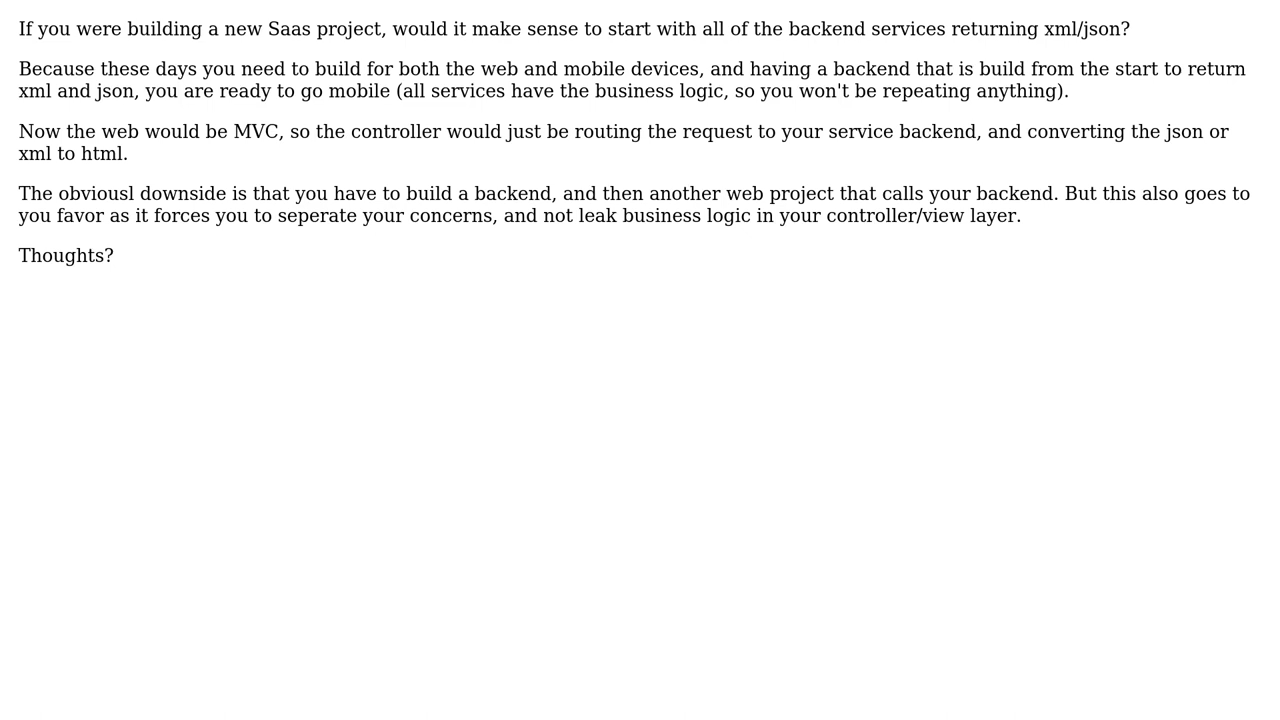 If you were building a new Saas project, would it make sense to start with all of the backend services returning xml/json?
Because these days you need to build for both the web and mobile devices, and having a backend that is build from the start to return
xml and json, you are ready to go mobile (all services have the business logic, so you won't be repeating anything).
Now the web would be MVC, so the controller would just be routing the request to your service backend, and converting the json or
xml to html.
The obviousl downside is that you have to build a backend, and then another web project that calls your backend. But this also goes to
you favor as it forces you to seperate your concerns, and not leak business logic in your controller/view layer.
Thoughts?